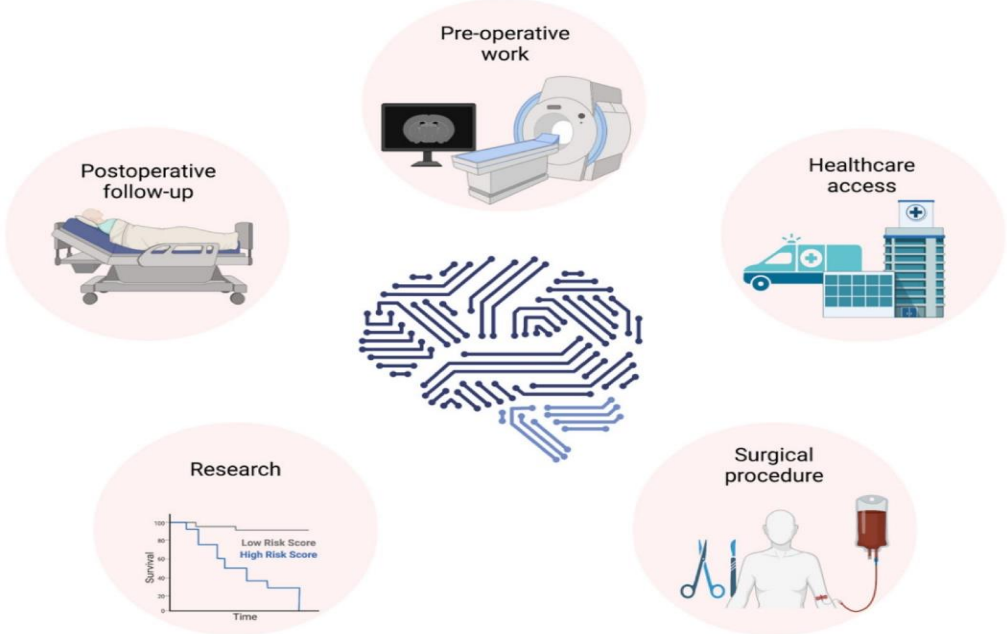 Pre-operative
work
Postoperative
follow-up
Healthcare
access
Research
100
80
60
40
20
0
Survival
Low Risk Score
High Risk Score
Time
Surgical
procedure